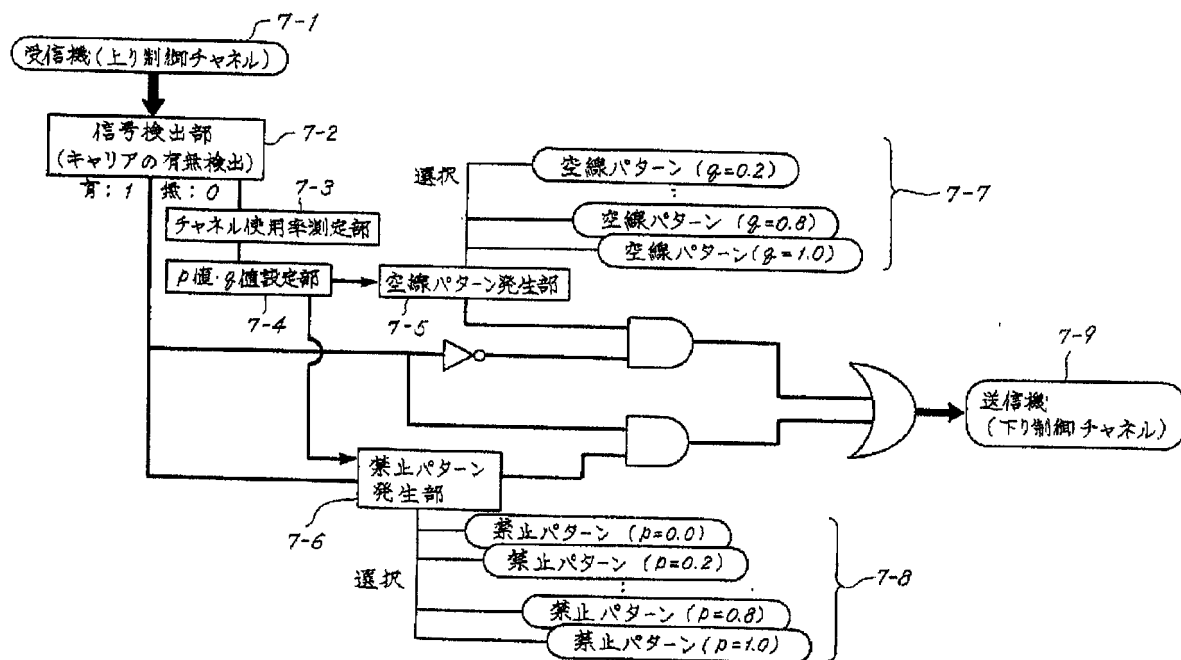 7-1
受信機(上り制御チャネル)
信号検出部
(キャリアの有無検出)
7-2
有:1 無:0
7-3
チャネル使用率測定部
p値・q値設定部
7-4
空線パターン発生部
7-5
選択
空線パターン (q=0.2)
空線パターン (q=0.8)
空線パターン(q=1.0)
7-7
7-9
送信機
(下り制御チャネル)
禁止パターン
発生部
7-6
選択
禁止パターン (p=0.0)
禁止パターン (p=0.2)
禁止パターン (p=0.8)
禁止パターン(p=1.0)
7-8